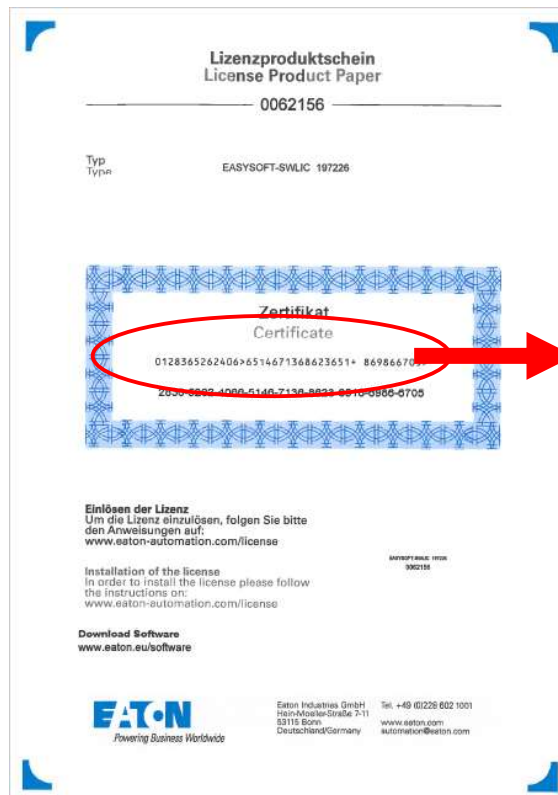 Lizenzproduktschein
License Product Paper
0062156
Typ
Type
EASYSOFT-SWLIC 197226
Zertifikat
Certificate
Einlösen der Lizenz
Um die Lizenz einzulösen, folgen Sie bitte
den Anweisungen auf:
www.eaton-automation.com/license
EASYSOFT-SWLIC 197226
0062156
Installation of the license
In order to install the license please follow
the instructions on:
www.eaton-automation.com/license
Download Software
www.eaton.eu/software
EATON
Powering Business Worldwide
Eaton Industries GmbH
Hein-Moeller-Straße 7-11
53115 Bonn
Deutschland/Germany
Tel. +49 (0)228 602 1001
www.eaton.com
automation@eaton.com